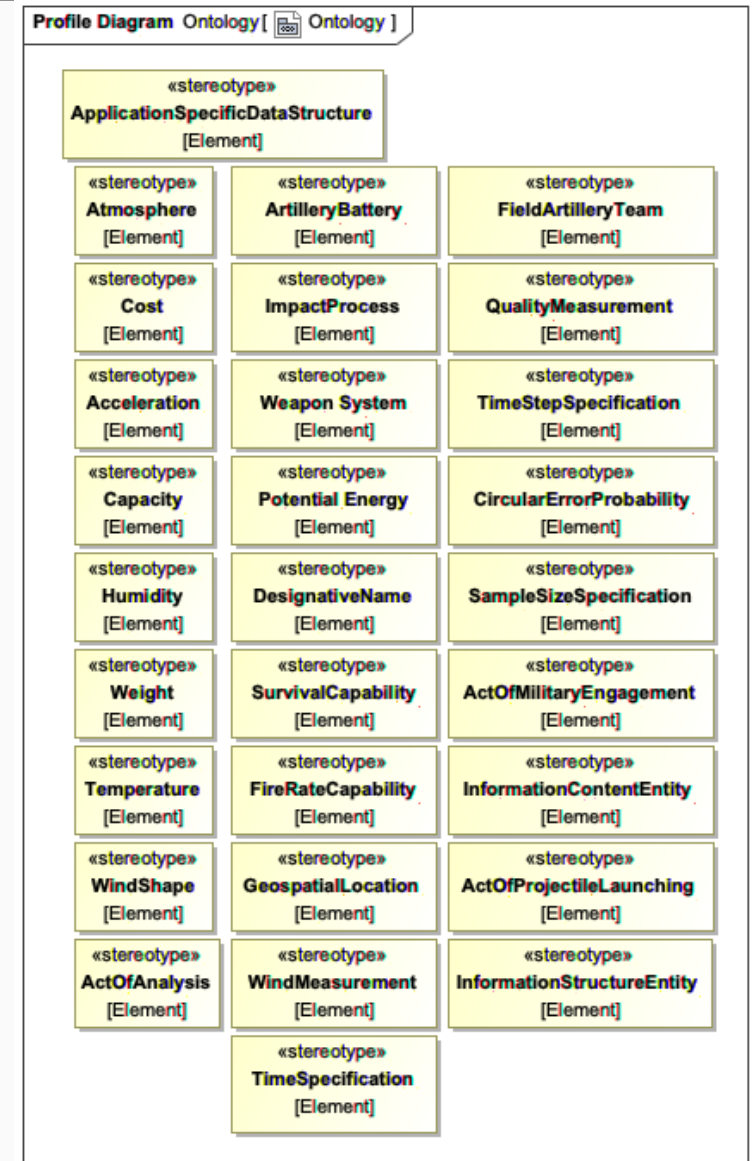 Profile Diagram Ontology [ Ontology ]
«stereotype»
ApplicationSpecificDataStructure
[Element]
«stereotype»
Atmosphere
[Element]
«stereotype»
Cost
[Element]
«stereotype»
Acceleration
[Element]
«stereotype»
Capacity
[Element]
«stereotype»
Humidity
[Element]
«stereotype»
Weight
[Element]
«stereotype»
Temperature
[Element]
«stereotype»
WindShape
[Element]
«stereotype»
ActOfAnalysis
[Element]
«stereotype»
ArtilleryBattery
[Element]
«stereotype»
ImpactProcess
[Element]
«stereotype»
Weapon System
[Element]
«stereotype»
Potential Energy
[Element]
«stereotype»
DesignativeName
[Element]
«stereotype»
SurvivalCapability
[Element]
«stereotype»
FireRateCapability
[Element]
«stereotype»
GeospatialLocation
[Element]
«stereotype»
WindMeasurement
[Element]
«stereotype»
TimeSpecification
[Element]
«stereotype»
FieldArtilleryTeam
[Element]
«stereotype»
QualityMeasurement
[Element]
«stereotype»
TimeStepSpecification
[Element]
«stereotype»
CircularErrorProbability
[Element]
«stereotype»
SampleSizeSpecification
[Element]
«stereotype»
ActOfMilitaryEngagement
[Element]
«stereotype»
InformationContentEntity
[Element]
«stereotype»
ActOfProjectileLaunching
[Element]
«stereotype»
InformationStructureEntity
[Element]